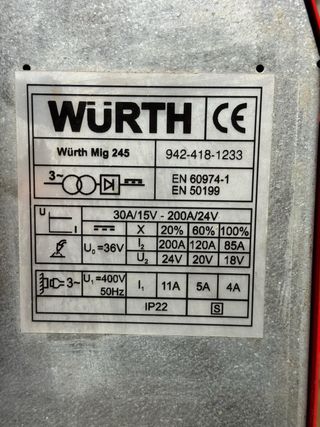 WÜRTH CE
Würth Mig 245 942-418-1233
3~ EN 60974-1
EN 50199
U 30A/15V - 200A/24V
I X 20% 60% 100%
U₀=36V I₂ 200A 120A 85A
U₂ 24V 20V 18V
3~ U₁=400V 50Hz I₁ 11A 5A 4A
IP22 S